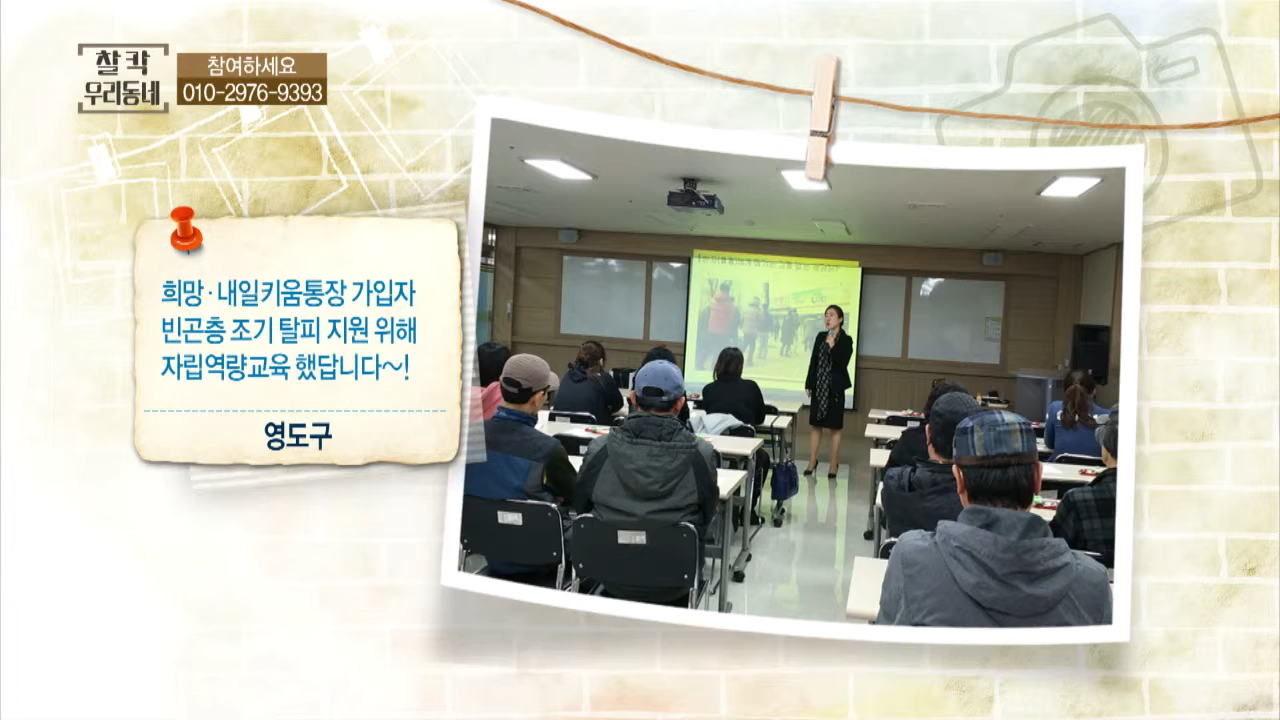 찰칵
우리동네
참여하세요
010-2976-9393
희망·내일키움통장 가입자
빈곤층 조기 탈피 지원 위해
자립역량교육 했답니다~!
영도구